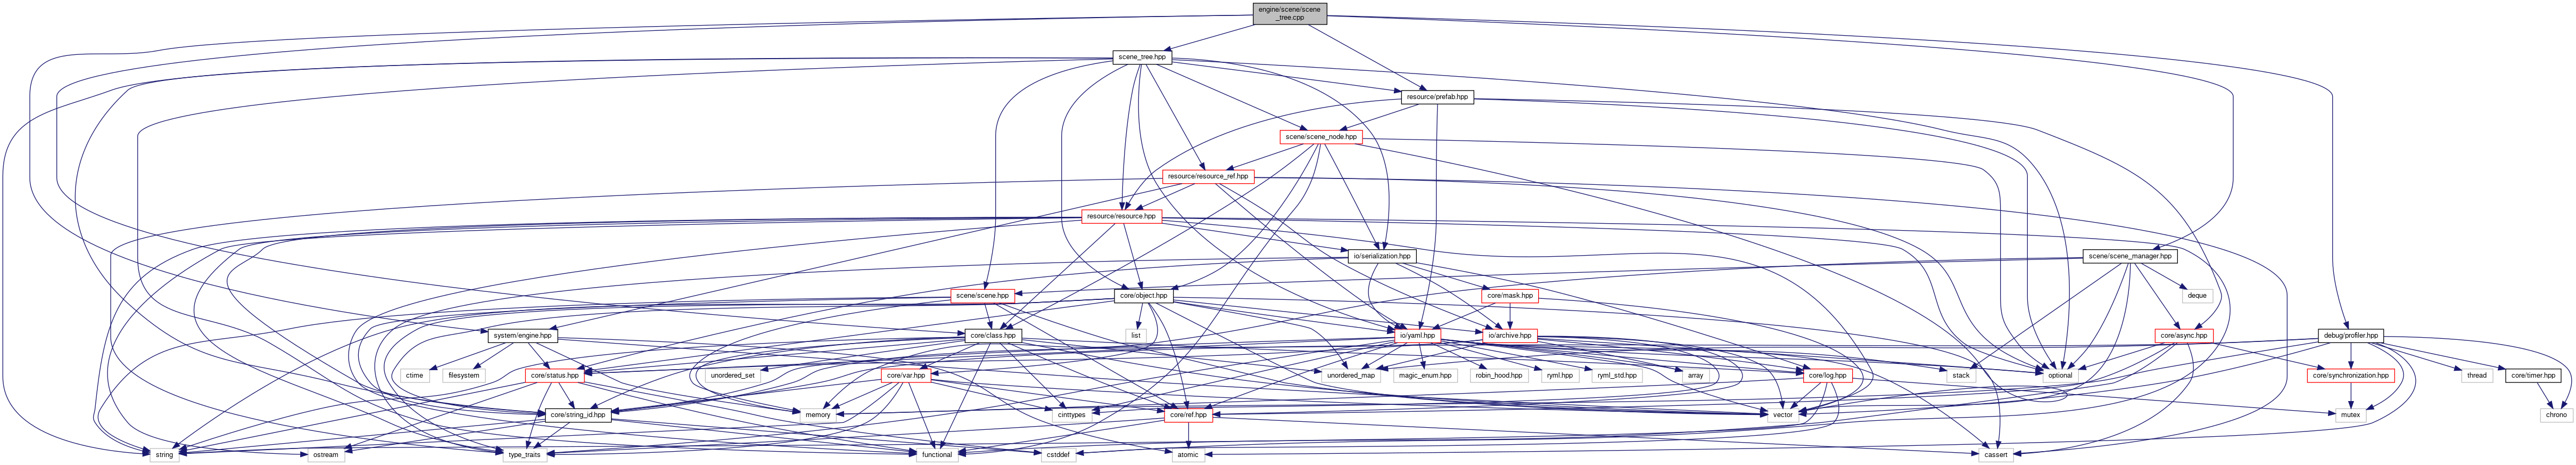 engine/scene/scene
_tree.cpp
scene_tree.hpp
resource/prefab.hpp
scene/scene_node.hpp
resource/resource_ref.hpp
resource/resource.hpp
io/serialization.hpp
scene/scene_manager.hpp
scene/scene.hpp
core/object.hpp
core/mask.hpp
deque
system/engine.hpp
core/class.hpp
list
io/yaml.hpp
io/archive.hpp
core/async.hpp
debug/profiler.hpp
ctime
filesystem
core/status.hpp
unordered_set
core/var.hpp
unordered_map
magic_enum.hpp
robin_hood.hpp
ryml.hpp
ryml_std.hpp
array
core/log.hpp
stack
optional
core/synchronization.hpp
thread
core/timer.hpp
core/string_id.hpp
memory
cinttypes
core/ref.hpp
vector
mutex
chrono
string
ostream
type_traits
functional
cstddef
atomic
cassert